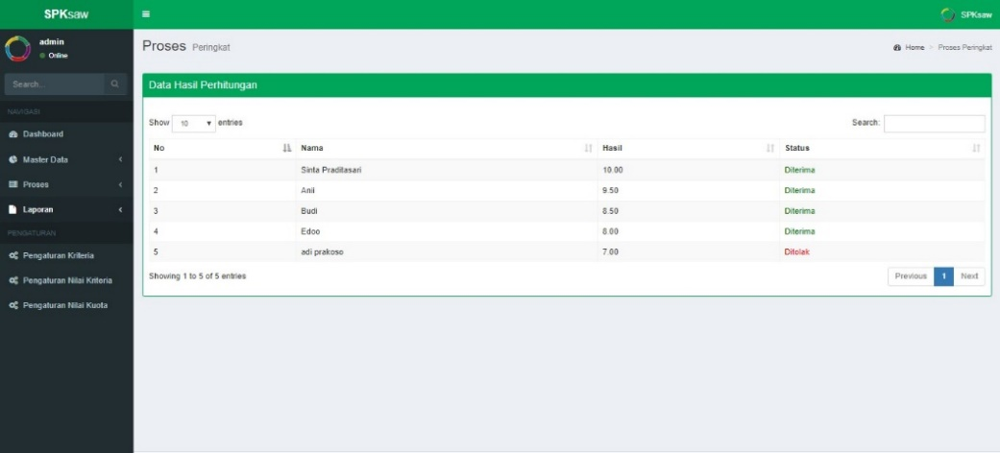 SPKsaw
SPKsaw
admin
Online
Search...
NAVIGASI
Dashboard
Master Data
Proses
Laporan
PENGATURAN
Pengaturan Kriteria
Pengaturan Nilai Kriteria
Pengaturan Nilai Kuota
Proses Peringkat
Home > Proses Peringkat
Data Hasil Perhitungan
Show 10 entries
Search:
No Nama Hasil Status
1 Sinta Praditasari 10.00 Diterima
2 Anii 9.50 Diterima
3 Budi 8.50 Diterima
4 Edoo 8.00 Diterima
5 adi prakoso 7.00 Ditolak
Showing 1 to 5 of 5 entries
Previous 1 Next